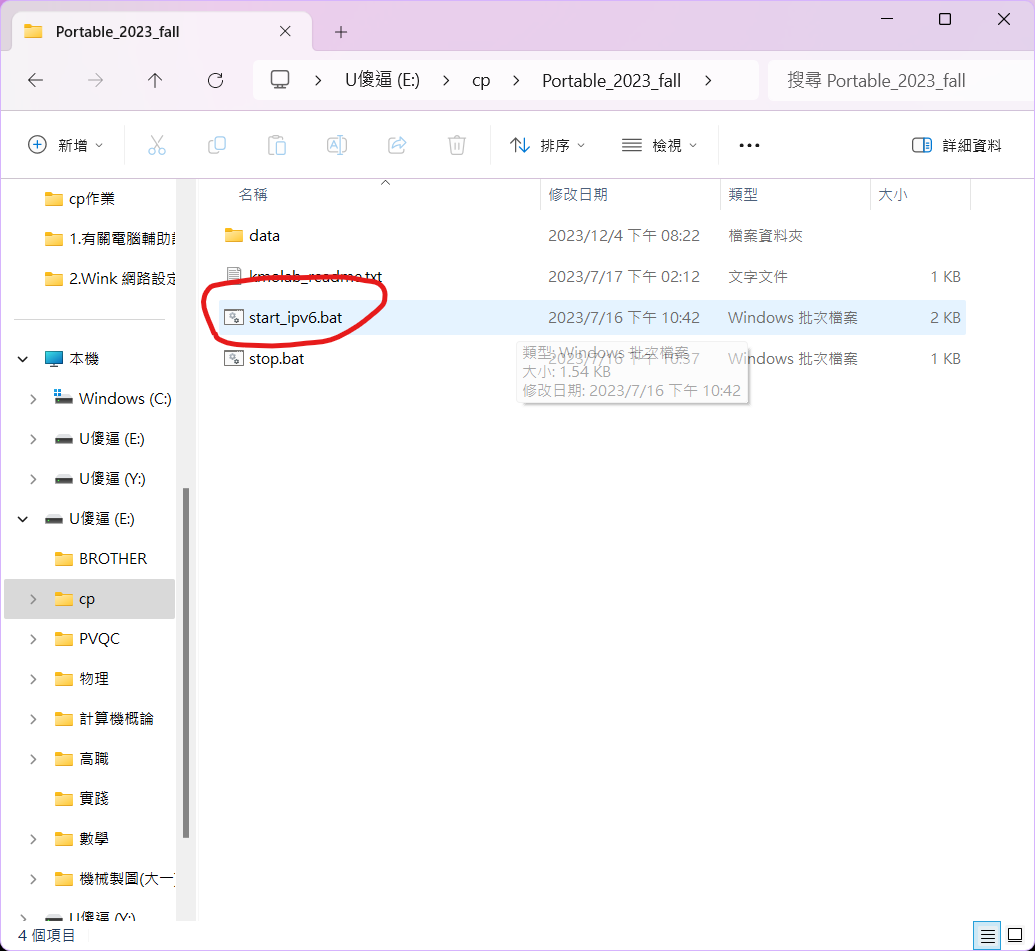 Portable_2023_fall
U傻逼 (E:) > cp > Portable_2023_fall >
搜尋 Portable_2023_fall
新增 排序 檢視 詳細資料
名稱 修改日期 類型 大小
data 2023/12/4 下午 08:22 檔案資料夾
kmolab_readme.txt 2023/7/17 下午 02:12 文字文件 1 KB
start_ipv6.bat 2023/7/16 下午 10:42 Windows 批次檔案 2 KB
stop.bat 2023/7/16 下午 10:37 Windows 批次檔案 1 KB
類型: Windows 批次檔案
大小: 1.54 KB
修改日期: 2023/7/16 下午 10:42
cp作業
1.有關電腦輔助
2.Wink 網路設定
本機
Windows (C:)
U傻逼 (E:)
U傻逼 (Y:)
U傻逼 (E:)
BROTHER
cp
PVQC
物理
計算機概論
高職
實踐
數學
機械製圖(大一)
U傻逼 (Y:)
4 個項目